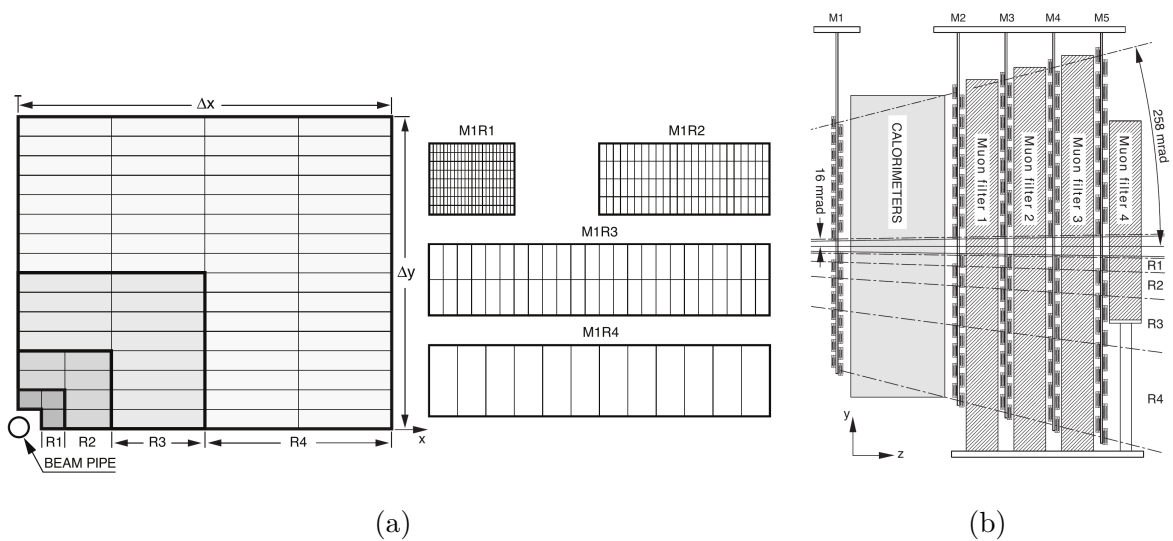 Δx
Δy
x
R1
R2
R3
R4
BEAM PIPE
M1R1
M1R2
M1R3
M1R4
(a)
M1
M2
M3
M4
M5
258 mrad
16 mrad
CALORIMETERS
Muon filter 1
Muon filter 2
Muon filter 3
Muon filter 4
R1
R2
R3
R4
y
z
(b)